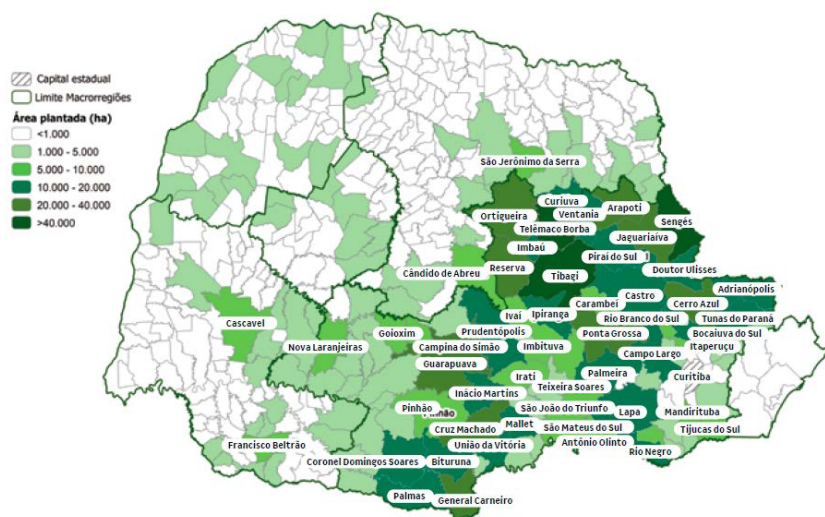 Capital estadual
Limite Macrorregiões
Área plantada (ha)
<1.000
1.000 - 5.000
5.000 - 10.000
10.000 - 20.000
20.000 - 40.000
>40.000
São Jerônimo da Serra
Curiuva
Ortigueira
Ventania
Arapoti
Sengés
Telêmaco Borba
Jaguariaíva
Imbaú
Piraí do Sul
Cândido de Abreu
Reserva
Tibagi
Doutor Ulisses
Adrianópolis
Castro
Carambeí
Cerro Azul
Ivaí
Ipiranga
Rio Branco do Sul
Tunas do Paraná
Cascavel
Goioxim
Prudentópolis
Ponta Grossa
Bocaiuva do Sul
Nova Laranjeiras
Campina do Simão
Imbituva
Itaperuçu
Campo Largo
Guarapuava
Irati
Palmeira
Curitiba
Teixeira Soares
Inácio Martins
Pinhão
Pinhão
São João do Triunfo
Lapa
Mandirituba
Cruz Machado
Mallet
São Mateus do Sul
Tijucas do Sul
Francisco Beltrão
União da Vitória
Antônio Olinto
Rio Negro
Coronel Domingos Soares
Bituruna
Palmas
General Carneiro